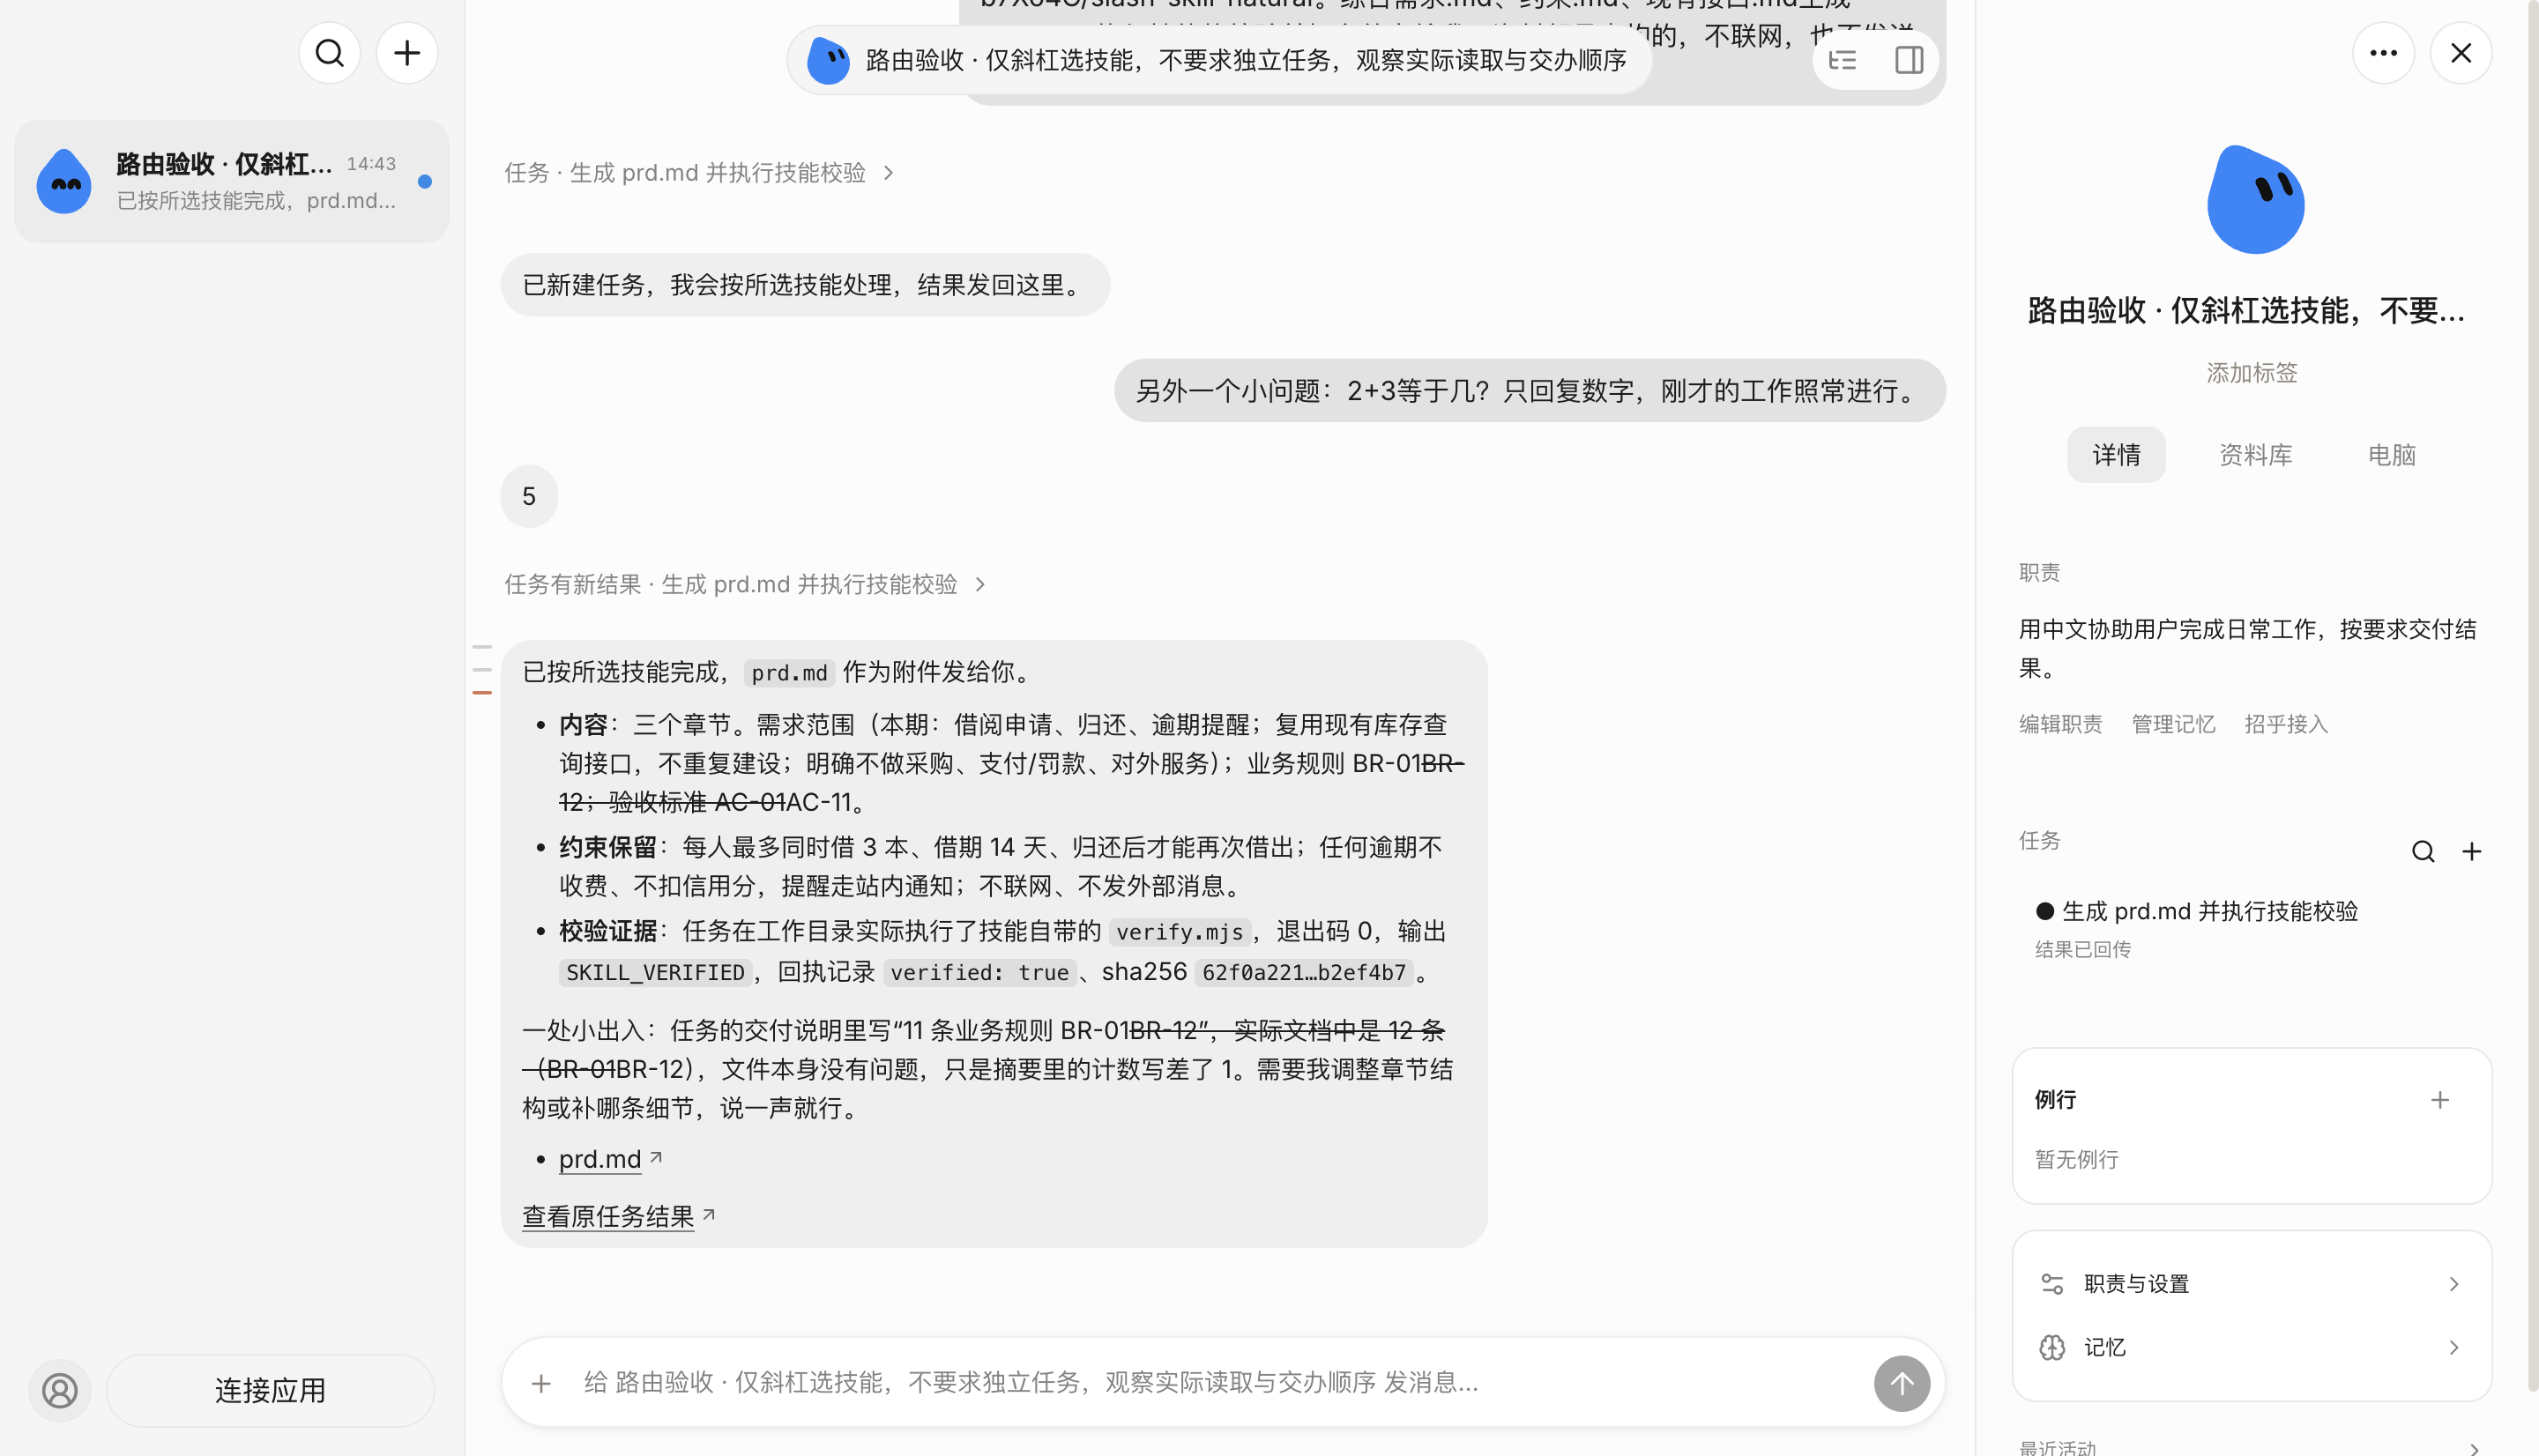 路由验收 · 仅斜杠... 14:43
已按所选技能完成，prd.md...
连接应用
路由验收 · 仅斜杠选技能，不要求独立任务，观察实际读取与交办顺序
的，不联网，也不发送
任务 · 生成 prd.md 并执行技能校验
已新建任务，我会按所选技能处理，结果发回这里。
另外一个小问题：2+3等于几？只回复数字，刚才的工作照常进行。
5
任务有新结果 · 生成 prd.md 并执行技能校验
已按所选技能完成，prd.md 作为附件发给你。
• 内容：三个章节。需求范围（本期：借阅申请、归还、逾期提醒；复用现有库存查
询接口，不重复建设；明确不做采购、支付/罚款、对外服务）；业务规则 BR-01BR-
12；验收标准 AC-01AC-11。
• 约束保留：每人最多同时借 3 本、借期 14 天、归还后才能再次借出；任何逾期不
收费、不扣信用分，提醒走站内通知；不联网、不发外部消息。
• 校验证据：任务在工作目录实际执行了技能自带的 verify.mjs，退出码 0，输出
SKILL_VERIFIED，回执记录 verified: true、sha256 62f0a221…b2ef4b7。
一处小出入：任务的交付说明里写“11 条业务规则 BR-01BR-12”，实际文档中是 12 条
（BR-01BR-12），文件本身没有问题，只是摘要里的计数写差了 1。需要我调整章节结
构或补哪条细节，说一声就行。
• prd.md
查看原任务结果
给 路由验收 · 仅斜杠选技能，不要求独立任务，观察实际读取与交办顺序 发消息...
路由验收 · 仅斜杠选技能，不要...
添加标签
详情 资料库 电脑
职责
用中文协助用户完成日常工作，按要求交付结
果。
编辑职责 管理记忆 招乎接入
任务
生成 prd.md 并执行技能校验
结果已回传
例行
暂无例行
职责与设置
记忆
最近活动